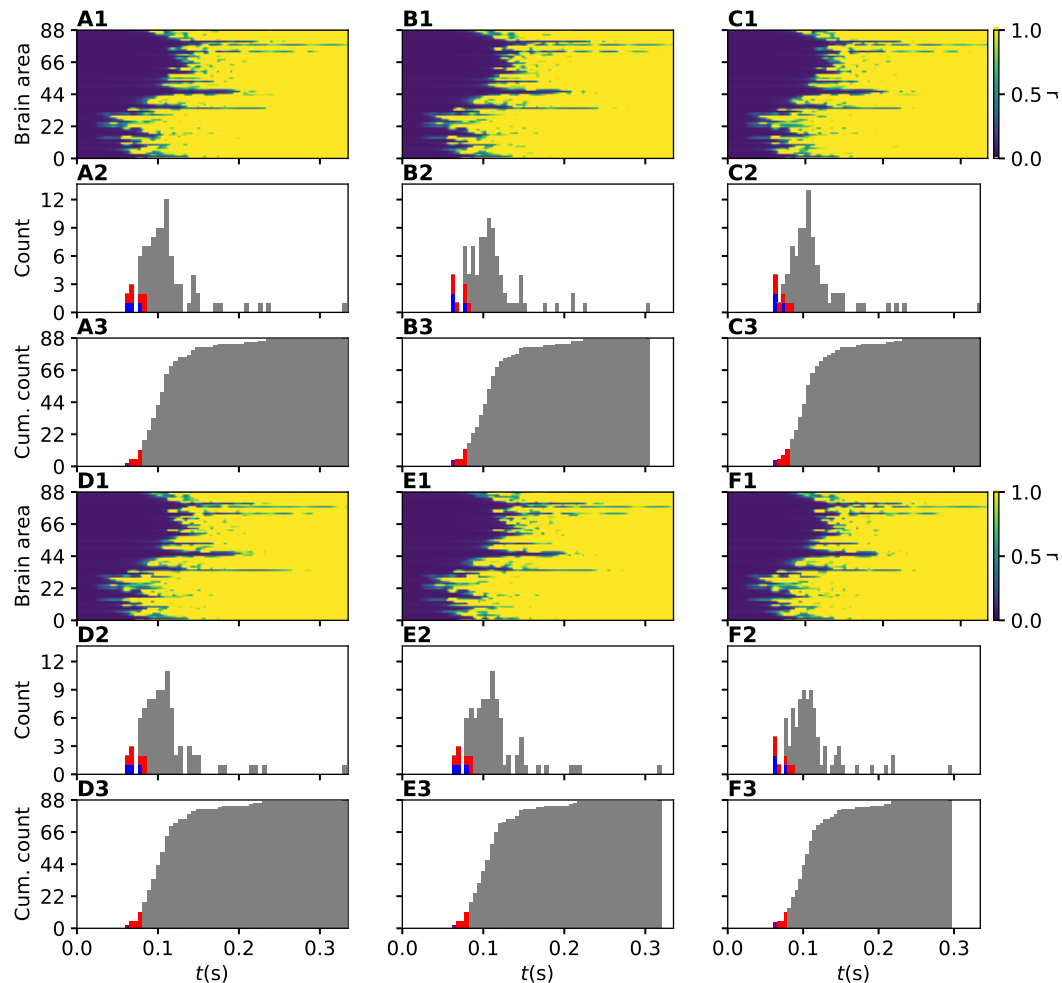 A1 B1 C1
88
66
44
22
0
Brain area
1.0
0.5
0.0
r
A2 B2 C2
12
9
6
3
0
Count
A3 B3 C3
88
66
44
22
0
Cum. count
D1 E1 F1
88
66
44
22
0
Brain area
1.0
0.5
0.0
r
D2 E2 F2
12
9
6
3
0
Count
D3 E3 F3
88
66
44
22
0
Cum. count
0.0 0.1 0.2 0.3 0.0 0.1 0.2 0.3 0.0 0.1 0.2 0.3
t(s) t(s) t(s)